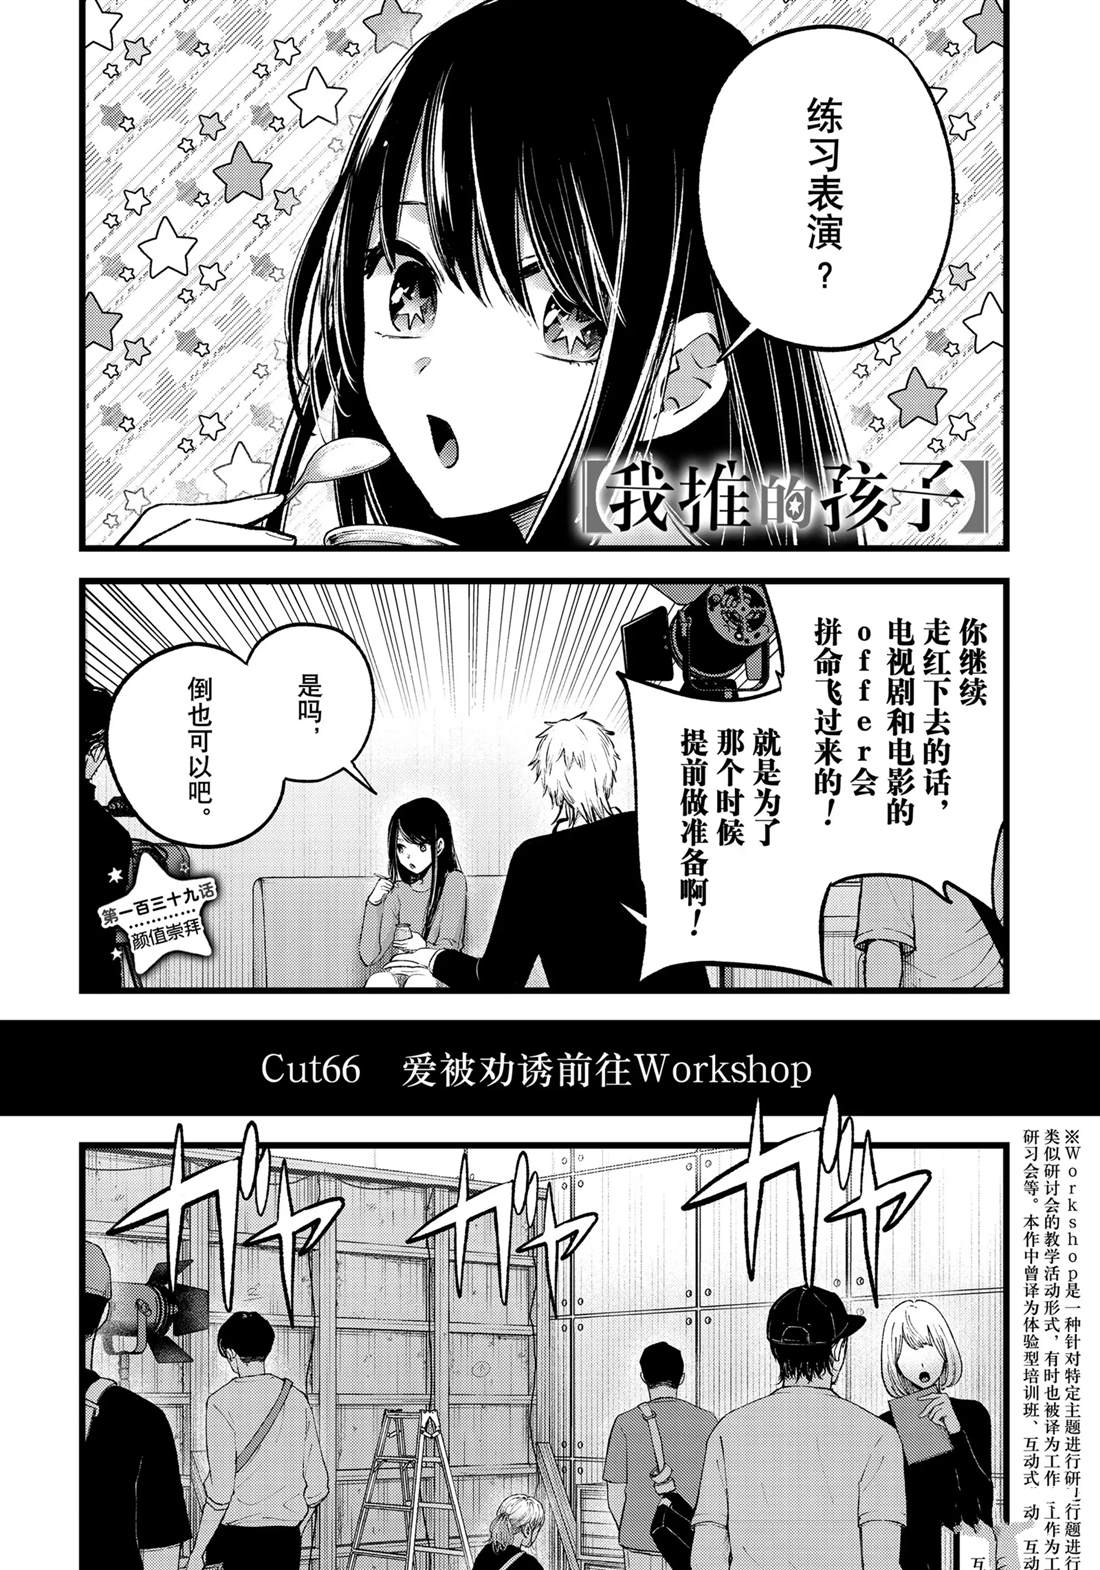 练习表演？
【我推的孩子】
你继续
走红下去的话，
电视剧和电影的
offer会
拼命飞过来的！
就是为了
那个时候
提前做准备啊！
是吗，
倒也可以吧。
第一百三十九话
颜值崇拜
Cut66 爱被劝诱前往Workshop
ガヤ
ガヤ
※Workshop是一种针对特定主题进行研
类似研讨会的教学活动形式，有时也被译为工作
研习会等。本作中曾译为体验型培训班、互动式